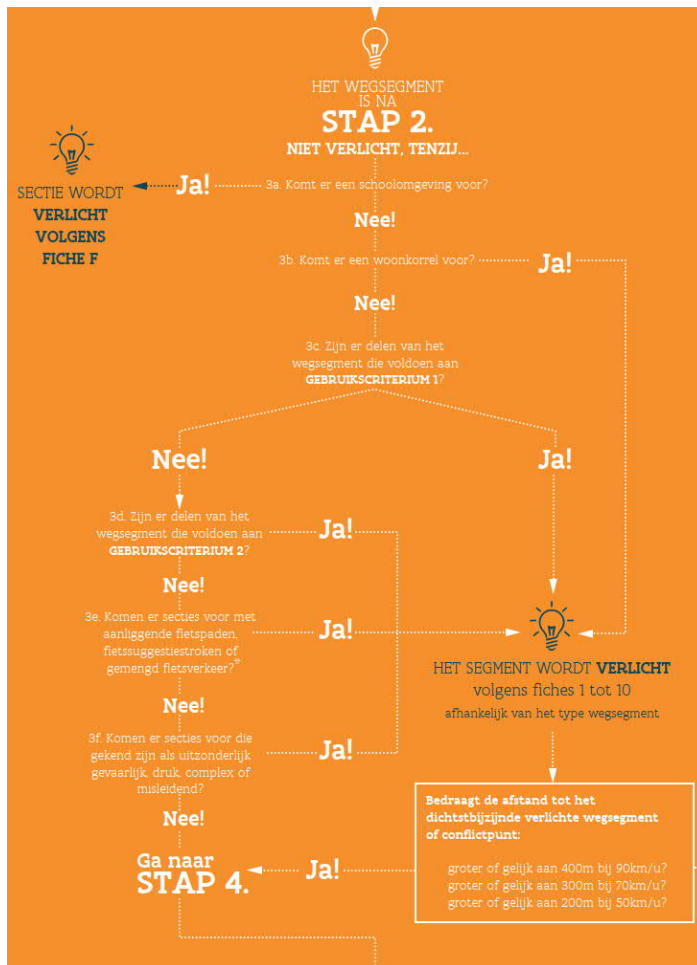 HET WEGSEGMENT
IS NA
STAP 2.
NIET VERLICHT, TENZIJ...
3a. Komt er een schoolomgeving voor?
Ja!
SECTIE WORDT
VERLICHT
VOLGENS
FICHE F
Nee!
3b. Komt er een woonkorrel voor?
Ja!
Nee!
3c. Zijn er delen van het
wegsegment die voldoen aan
GEBRUIKSCRITERIUM 1?
Nee!
Ja!
3d. Zijn er delen van het
wegsegment die voldoen aan
GEBRUIKSCRITERIUM 2?
Ja!
Nee!
3e. Komen er secties voor met
aanliggende fietspaden,
fietssuggestiestroken of
gemengd fietsverkeer?*
Ja!
Nee!
3f. Komen er secties voor die
gekend zijn als uitzonderlijk
gevaarlijk, druk, complex of
misleidend?
Ja!
Nee!
HET SEGMENT WORDT VERLICHT
volgens fiches 1 tot 10
afhankelijk van het type wegsegment
Bedraagt de afstand tot het
dichtstbijzijnde verlichte wegsegment
of conflictpunt:
groter of gelijk aan 400m bij 90km/u?
groter of gelijk aan 300m bij 70km/u?
groter of gelijk aan 200m bij 50km/u?
Ja!
Ga naar
STAP 4.